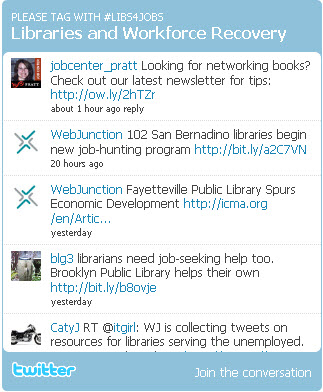 PLEASE TAG WITH #LIBS4JOBS
Libraries and Workforce Recovery
jobcenter_pratt Looking for networking books?
Check out our latest newsletter for tips:
http://ow.ly/2hTZr
about 1 hour ago reply
WebJunction 102 San Bernadino libraries begin
new job-hunting program http://bit.ly/a2C7VN
20 hours ago
WebJunction Fayetteville Public Library Spurs
Economic Development http://icma.org
/en/Artic...
yesterday
blg3 librarians need job-seeking help too.
Brooklyn Public Library helps their own
http://bit.ly/b8ovje
yesterday
CatyJ RT @itgirl: WJ is collecting tweets on
resources for libraries serving the unemployed.
twitter
Join the conversation